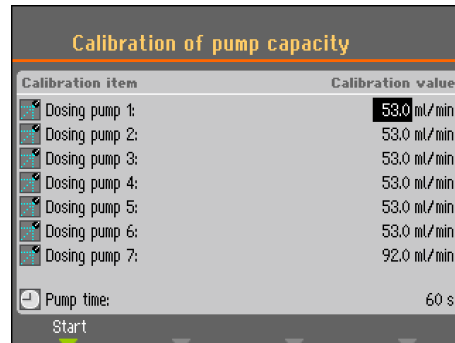 Calibration of pump capacity
Calibration item Calibration value
Dosing pump 1: 53.0 ml/min
Dosing pump 2: 53.0 ml/min
Dosing pump 3: 53.0 ml/min
Dosing pump 4: 53.0 ml/min
Dosing pump 5: 53.0 ml/min
Dosing pump 6: 53.0 ml/min
Dosing pump 7: 92.0 ml/min
Pump time: 60 s
Start